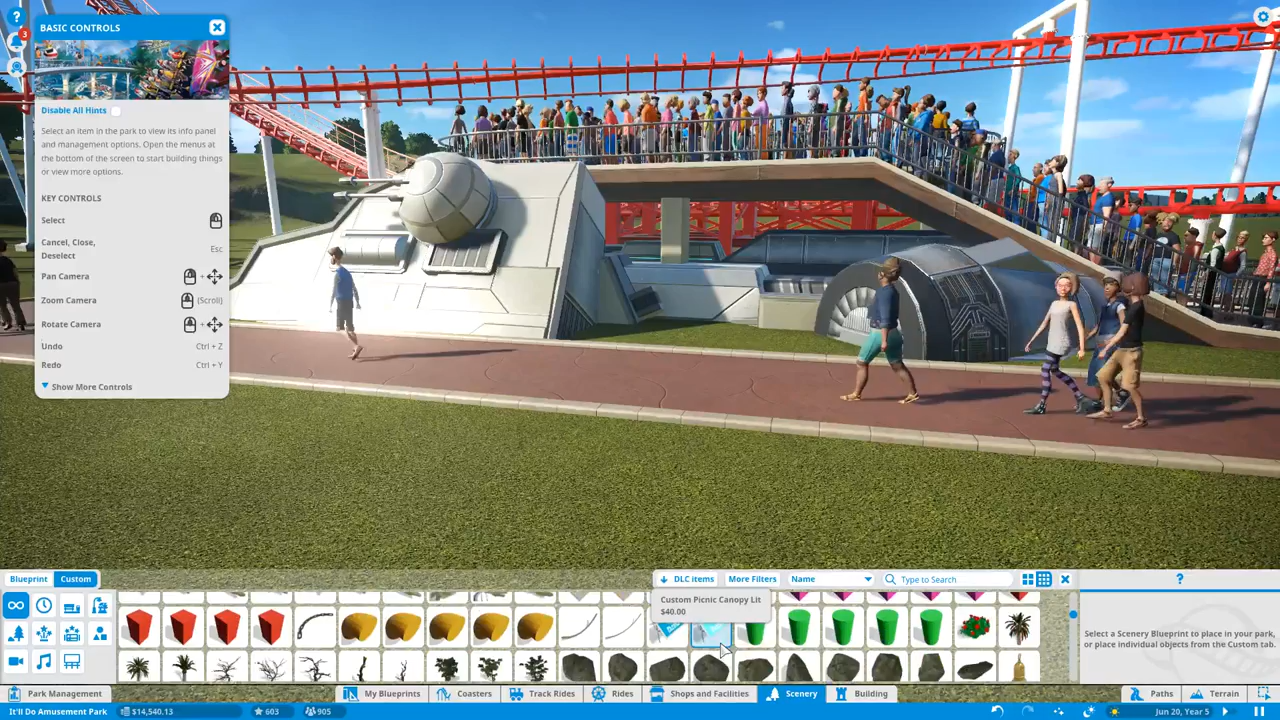 ?
BASIC CONTROLS
3
Disable All Hints
Select an item in the park to view its info panel
and management options. Open the menus at
the bottom of the screen to start building things
or view more options.
KEY CONTROLS
Select
Cancel, Close,
Deselect
Esc
Pan Camera
+
Zoom Camera
(Scroll)
Rotate Camera
+
Undo
Ctrl + Z
Redo
Ctrl + Y
Show More Controls
Blueprint
Custom
DLC items
More Filters
Name
Type to Search
?
Custom Picnic Canopy Lit
$40.00
Select a Scenery Blueprint to place in your park,
or place individual objects from the Custom tab.
Park Management
My Blueprints
Coasters
Track Rides
Rides
Shops and Facilities
Scenery
Building
Paths
Terrain
It'll Do Amusement Park
$14,540.13
603
905
Jun 20, Year 5